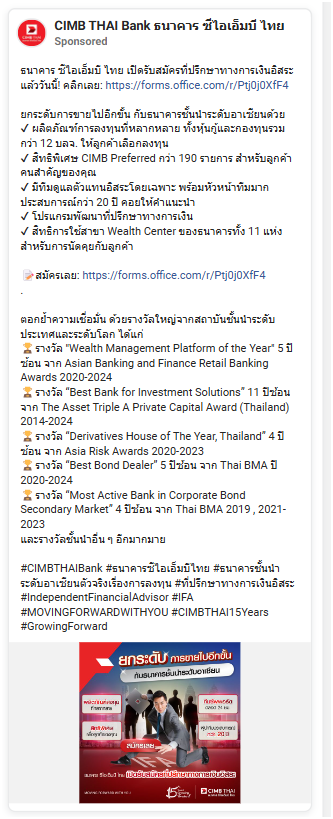 CIMB THAI Bank ธนาคาร ซีไอเอ็มบี ไทย
Sponsored
ธนาคาร ซีไอเอ็มบี ไทย เปิดรับสมัครที่ปรึกษาทางการเงินอิสระ
แล้ววันนี้! คลิกเลย: https://forms.office.com/r/Ptj0j0XfF4
ยกระดับการขายไปอีกขั้น กับธนาคารชั้นนำระดับอาเซียนด้วย
✓ ผลิตภัณฑ์การลงทุนที่หลากหลาย ทั้งหุ้นกู้และกองทุนรวม
กว่า 12 บลจ. ให้ลูกค้าเลือกลงทุน
✓ สิทธิพิเศษ CIMB Preferred กว่า 190 รายการ สำหรับลูกค้า
คนสำคัญของคุณ
✓ มีทีมดูแลตัวแทนอิสระโดยเฉพาะ พร้อมหัวหน้าทีมมาก
ประสบการณ์กว่า 20 ปี คอยให้คำแนะนำ
✓ โปรแกรมพัฒนาที่ปรึกษาทางการเงิน
✓ สิทธิการใช้สาขา Wealth Center ของธนาคารทั้ง 11 แห่ง
สำหรับการนัดคุยกับลูกค้า
📝สมัครเลย: https://forms.office.com/r/Ptj0j0XfF4
.
ตอกย้ำความเชื่อมั่น ด้วยรางวัลใหญ่จากสถาบันชั้นนำระดับ
ประเทศและระดับโลก ได้แก่
🏆รางวัล "Wealth Management Platform of the Year" 5 ปี
ซ้อน จาก Asian Banking and Finance Retail Banking
Awards 2020-2024
🏆รางวัล “Best Bank for Investment Solutions” 11 ปีซ้อน
จาก The Asset Triple A Private Capital Award (Thailand)
2014-2024
🏆รางวัล “Derivatives House of The Year, Thailand” 4 ปี
ซ้อน จาก Asia Risk Awards 2020-2023
🏆รางวัล “Best Bond Dealer” 5 ปีซ้อน จาก Thai BMA ปี
2020-2024
🏆รางวัล “Most Active Bank in Corporate Bond
Secondary Market” 4 ปีซ้อน จาก Thai BMA 2019 , 2021-
2023
และรางวัลชั้นนำอื่น ๆ อีกมากมาย
#CIMBTHAIBank #ธนาคารซีไอเอ็มบีไทย #ธนาคารชั้นนำ
ระดับอาเซียนตัวจริงเรื่องการลงทุน #ที่ปรึกษาทางการเงินอิสระ
#IndependentFinancialAdvisor #IFA
#MOVINGFORWARDWITHYOU #CIMBTHAI15Years
#GrowingForward
ยกระดับ การขายไปอีกขั้น
กับธนาคารชั้นนำระดับอาเซียน
สมัครเลย
ธนาคาร ซีไอเอ็มบี ไทย เปิดรับสมัครที่ปรึกษาทางการเงินอิสระ
MOVING FORWARD WITH YOU
CIMB THAI